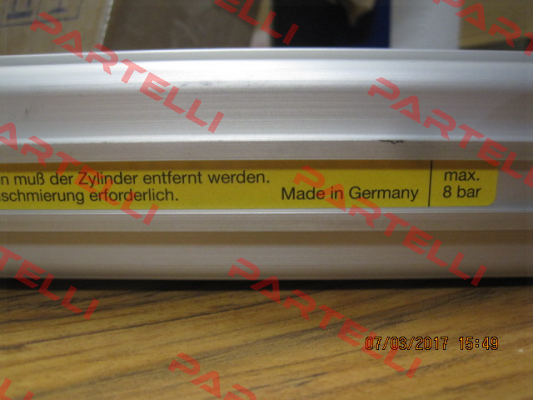 PARTELLI
PARTELLI
PARTELLI
n muß der Zylinder entfernt werden.
schmierung erforderlich.
Made in Germany
max.
8 bar
PARTELLI
PARTELLI
07/03/2017 15:49
PARTELLI
PARTELLI